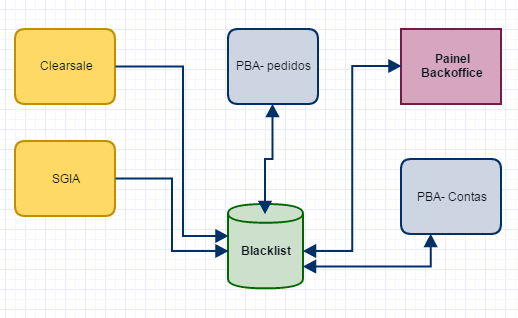 Clearsale
PBA- pedidos
Painel
Backoffice
SGIA
PBA- Contas
Blacklist